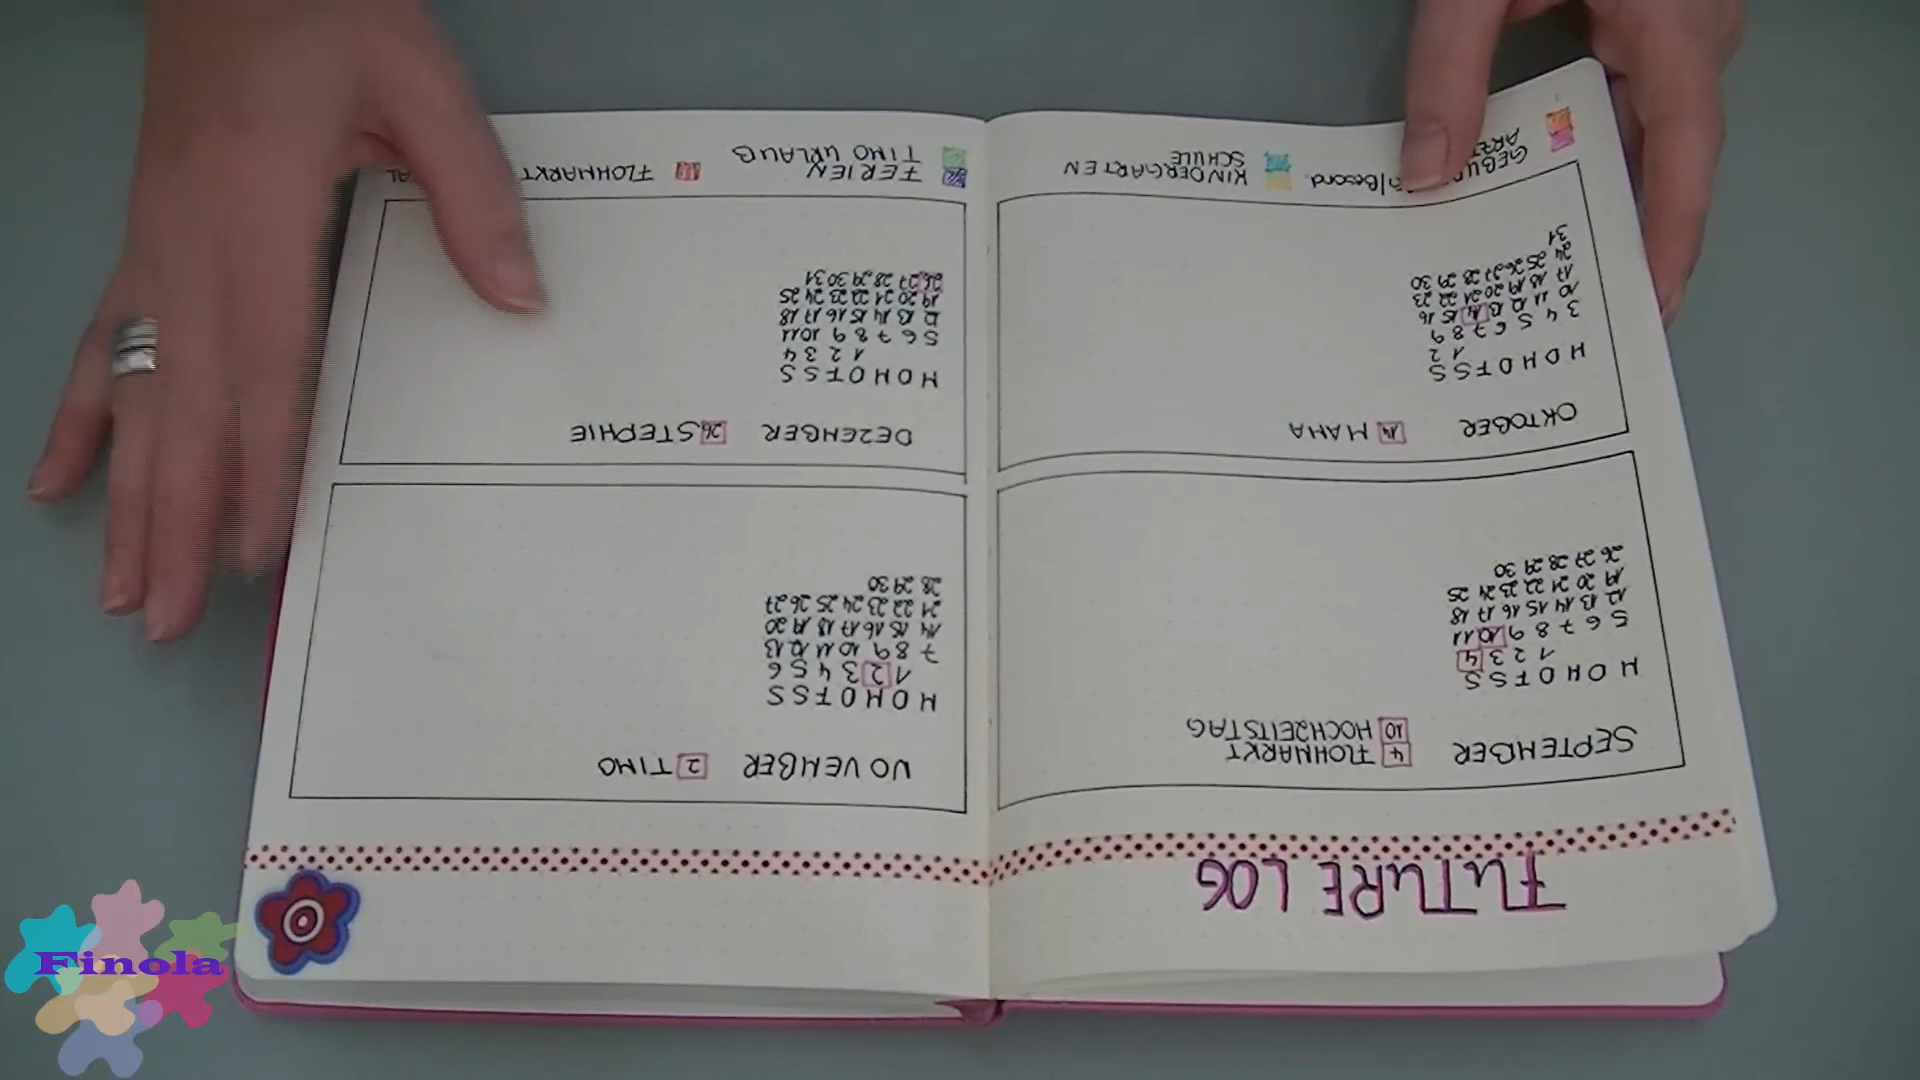 FUTURE LOG
SEPTEMBER
4 FLOHMARKT
10 HOCHZEITSTAG
M D M D F S S
1 2 3 4
5 6 7 8 9 10 11
12 13 14 15 16 17 18
19 20 21 22 23 24 25
26 27 28 29 30
OKTOBER 14 MAMA
M D M D F S S
1 2
3 4 5 6 7 8 9
10 11 12 13 14 15 16
17 18 19 20 21 22 23
24 25 26 27 28 29 30
31
KINDERGARTEN
SCHULE
NOVEMBER 2 TIMO
M D M D F S S
1 2 3 4 5 6
7 8 9 10 11 12 13
14 15 16 17 18 19 20
21 22 23 24 25 26 27
28 29 30
DEZEMBER 26 STEPHIE
M D M D F S S
1 2 3 4
5 6 7 8 9 10 11
12 13 14 15 16 17 18
19 20 21 22 23 24 25
26 27 28 29 30 31
FERIEN
TIMO URLAUB
FLOHMARKT
Finola